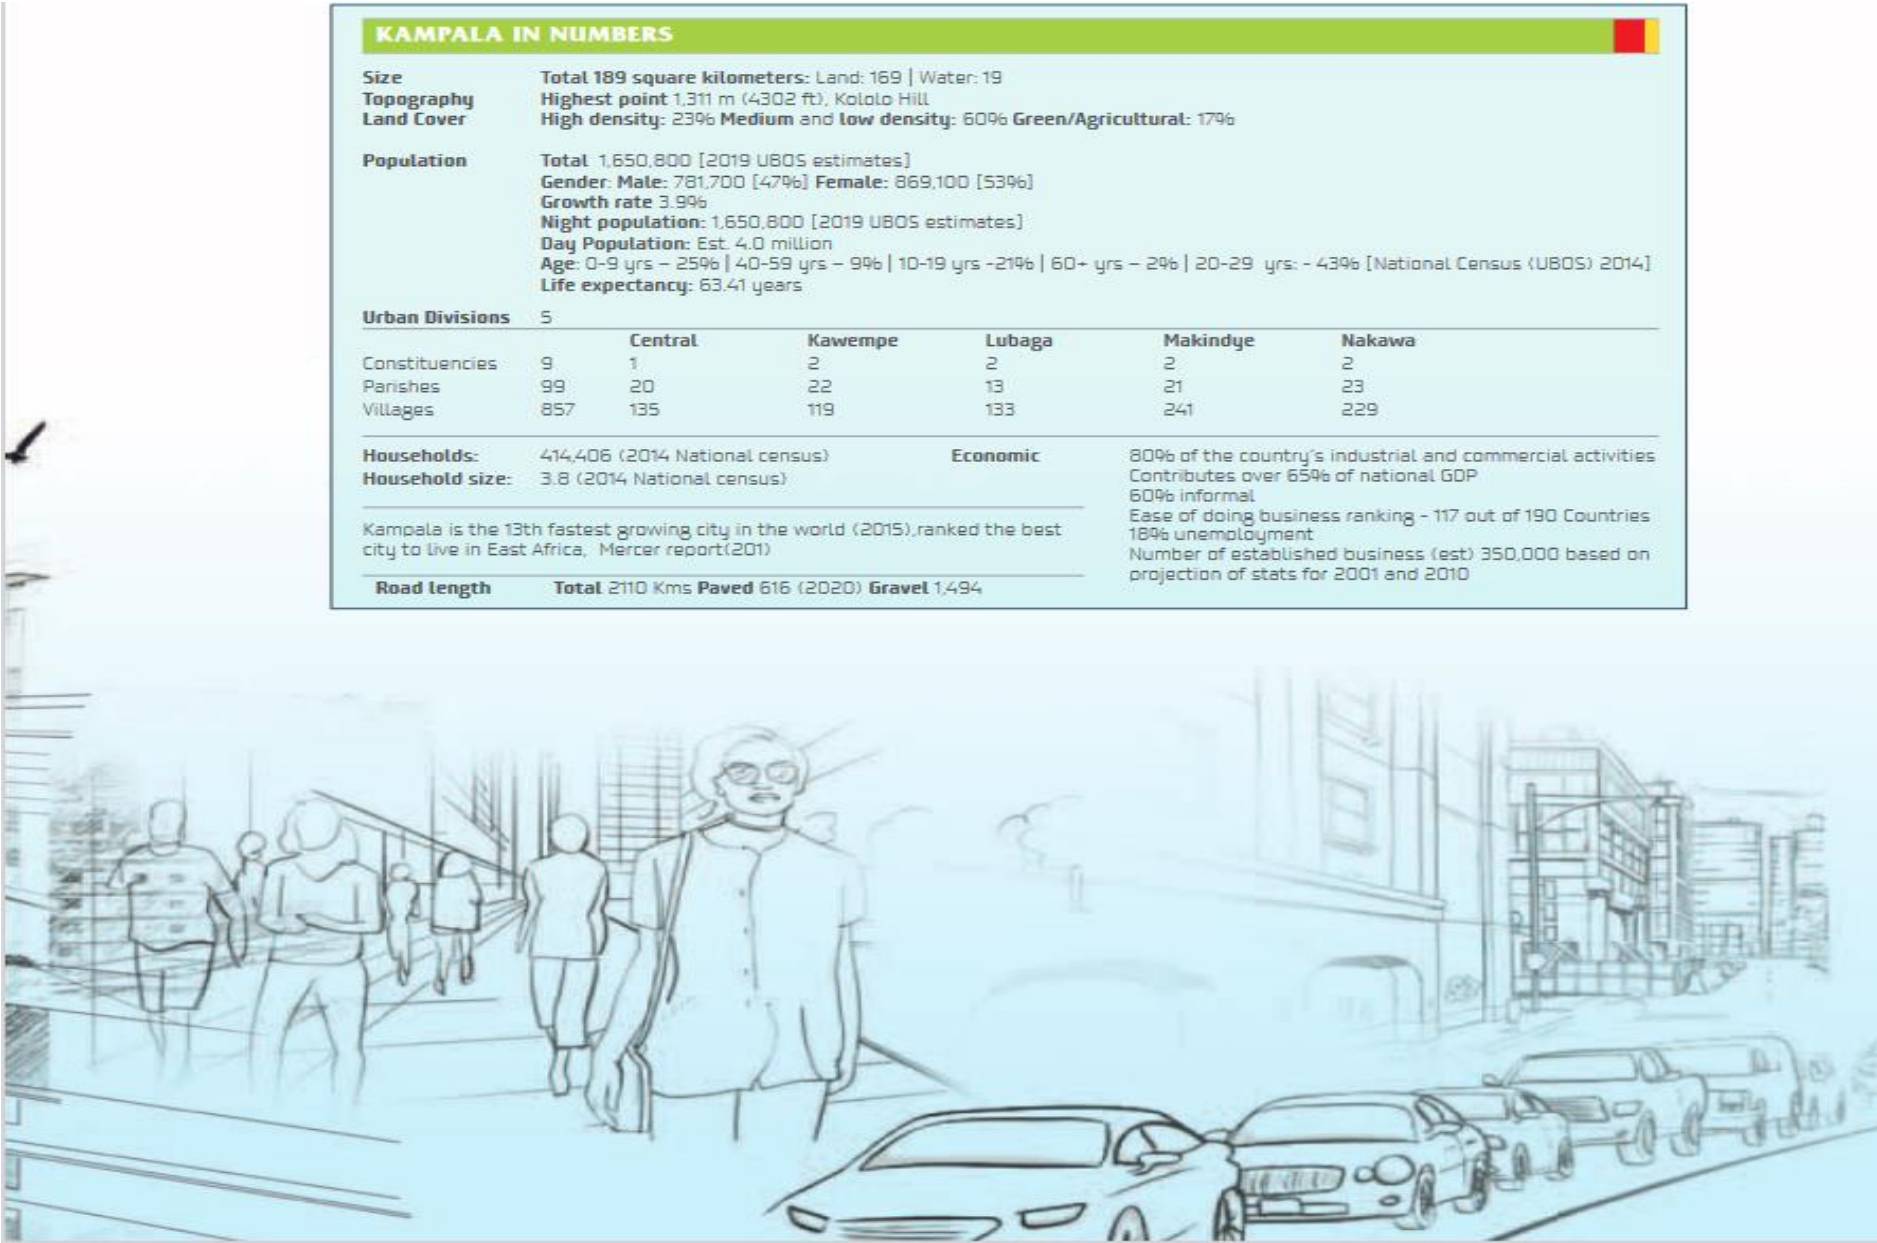 KAMPALA IN NUMBERS
Size Total 189 square kilometers: Land: 169 | Water: 19
Topography Highest point 1,311 m (4302 ft), Kololo Hill
Land Cover High density: 23% Medium and low density: 60% Green/Agricultural: 17%
Population Total 1,650,800 [2019 UBOS estimates]
Gender: Male: 781,700 [47%] Female: 869,100 [53%]
Growth rate 3.9%
Night population: 1,650,800 [2019 UBOS estimates]
Day Population: Est. 4.0 million
Age: 0-9 yrs – 25% | 40-59 yrs – 9% | 10-19 yrs -21% | 60+ yrs – 2% | 20-29 yrs: - 43% [National Census (UBOS) 2014]
Life expectancy: 63.41 years
Urban Divisions 5
Central Kawempe Lubaga Makindye Nakawa
Constituencies 9 1 2 2 2 2
Parishes 99 20 22 13 21 23
Villages 857 135 119 133 241 229
Households: 414,406 (2014 National census)
Household size: 3.8 (2014 National census)
Kampala is the 13th fastest growing city in the world (2015),ranked the best
city to live in East Africa, Mercer report(201)
Road length Total 2110 Kms Paved 616 (2020) Gravel 1,494
Economic 80% of the country's industrial and commercial activities
Contributes over 65% of national GDP
60% informal
Ease of doing business ranking - 117 out of 190 Countries
18% unemployment
Number of established business (est) 350,000 based on
projection of stats for 2001 and 2010